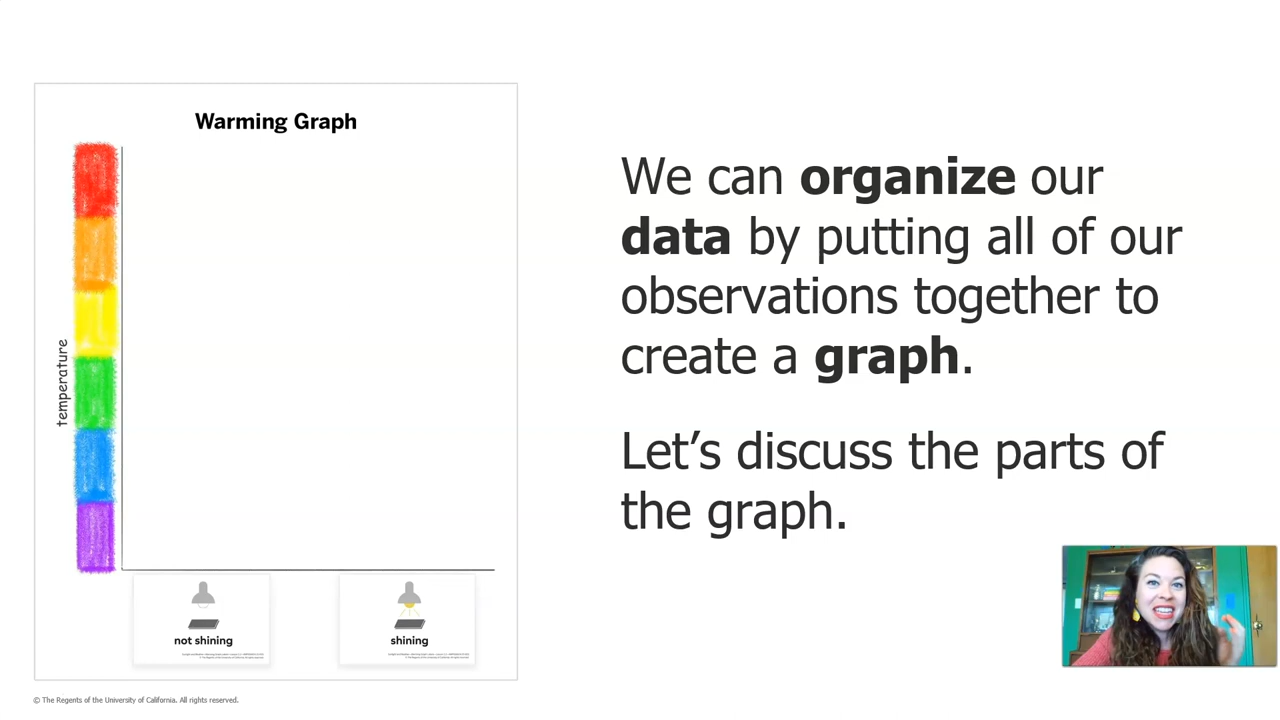 Warming Graph
temperature
not shining
shining
We can organize our
data by putting all of our
observations together to
create a graph.
Let’s discuss the parts of
the graph.
© The Regents of the University of California. All rights reserved.